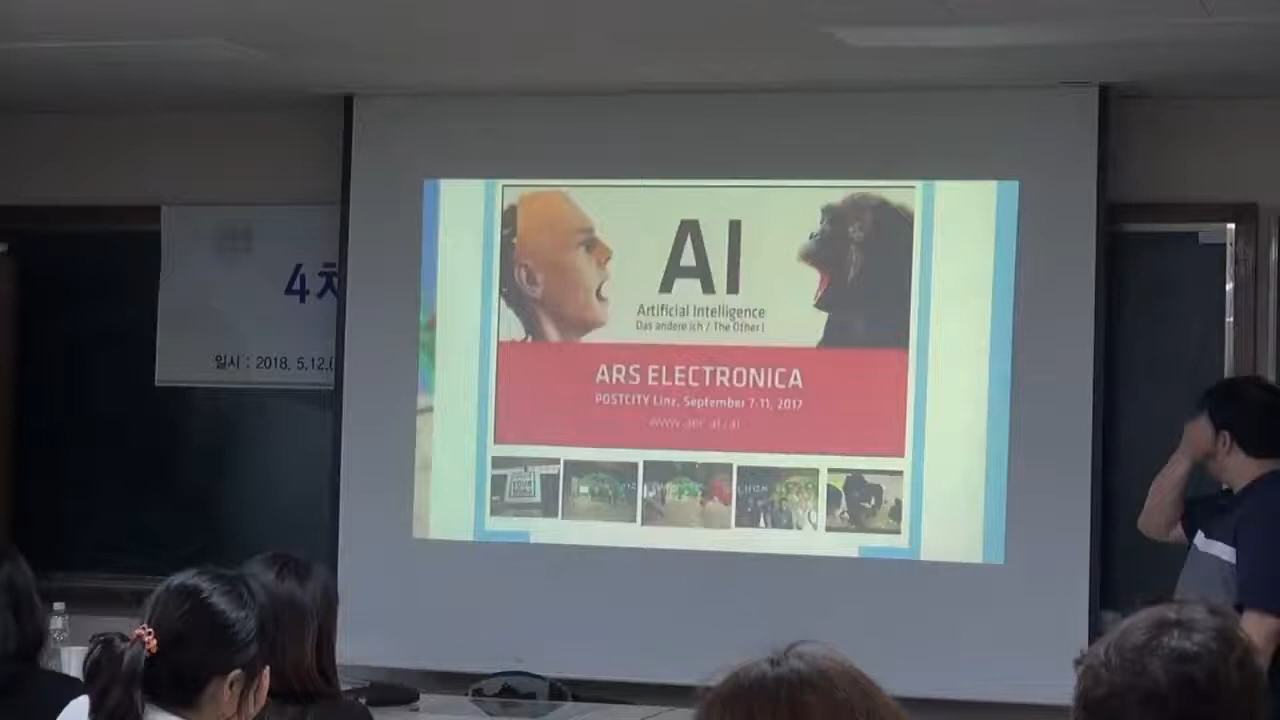 4차
일시 : 2018. 5.12.(
AI
Artificial Intelligence
Das andere Ich / The Other I
ARS ELECTRONICA
POSTCITY Linz, September 7-11, 2017